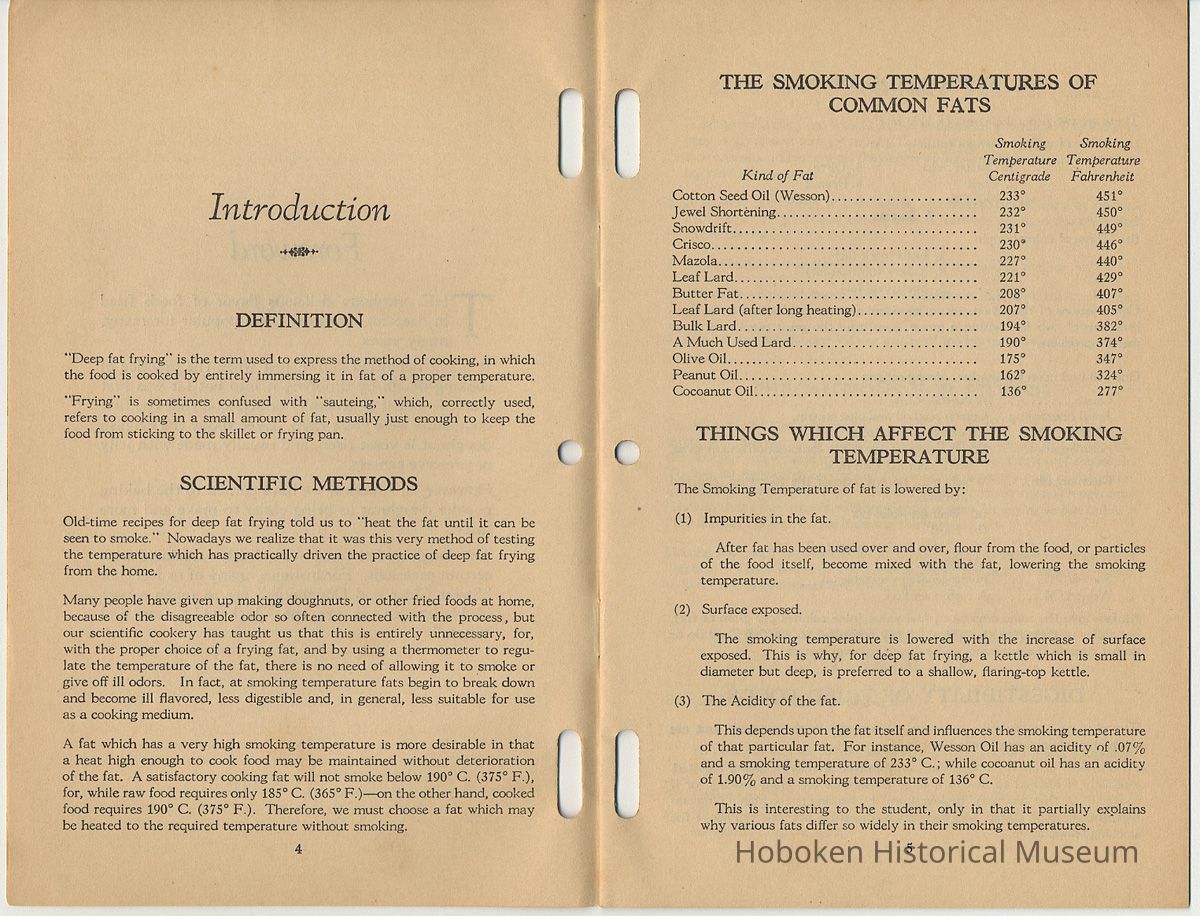 Introduction
DEFINITION
"Deep fat frying" is the term used to express the method of cooking, in which
the food is cooked by entirely immersing it in fat of a proper temperature.
"Frying" is sometimes confused with "sauteing," which, correctly used,
refers to cooking in a small amount of fat, usually just enough to keep the
food from sticking to the skillet or frying pan.
SCIENTIFIC METHODS
Old-time recipes for deep fat frying told us to "heat the fat until it can be
seen to smoke." Nowadays we realize that it was this very method of testing
the temperature which has practically driven the practice of deep fat frying
from the home.
Many people have given up making doughnuts, or other fried foods at home,
because of the disagreeable odor so often connected with the process, but
our scientific cookery has taught us that this is entirely unnecessary, for,
with the proper choice of a frying fat, and by using a thermometer to regu-
late the temperature of the fat, there is no need of allowing it to smoke or
give off ill odors. In fact, at smoking temperature fats begin to break down
and become ill flavored, less digestible and, in general, less suitable for use
as a cooking medium.
A fat which has a very high smoking temperature is more desirable in that
a heat high enough to cook food may be maintained without deterioration
of the fat. A satisfactory cooking fat will not smoke below 190° C. (375° F.),
for, while raw food requires only 185° C. (365° F.)—on the other hand, cooked
food requires 190° C. (375° F.). Therefore, we must choose a fat which may
be heated to the required temperature without smoking.
4
THE SMOKING TEMPERATURES OF
COMMON FATS
Smoking Smoking
Temperature Temperature
Kind of Fat Centigrade Fahrenheit
Cotton Seed Oil (Wesson)........................ 233° 451°
Jewel Shortening................................ 232° 450°
Snowdrift....................................... 231° 449°
Crisco.......................................... 230° 446°
Mazola.......................................... 227° 440°
Leaf Lard....................................... 221° 429°
Butter Fat...................................... 208° 407°
Leaf Lard (after long heating).................. 207° 405°
Bulk Lard....................................... 194° 382°
A Much Used Lard................................ 190° 374°
Olive Oil....................................... 175° 347°
Peanut Oil...................................... 162° 324°
Cocoanut Oil.................................... 136° 277°
THINGS WHICH AFFECT THE SMOKING
TEMPERATURE
The Smoking Temperature of fat is lowered by:
(1) Impurities in the fat.
After fat has been used over and over, flour from the food, or particles
of the food itself, become mixed with the fat, lowering the smoking
temperature.
(2) Surface exposed.
The smoking temperature is lowered with the increase of surface
exposed. This is why, for deep fat frying, a kettle which is small in
diameter but deep, is preferred to a shallow, flaring-top kettle.
(3) The Acidity of the fat.
This depends upon the fat itself and influences the smoking temperature
of that particular fat. For instance, Wesson Oil has an acidity of .07%
and a smoking temperature of 233° C.; while cocoanut oil has an acidity
of 1.90% and a smoking temperature of 136° C.
This is interesting to the student, only in that it partially explains
why various fats differ so widely in their smoking temperatures.
5
Hoboken Historical Museum